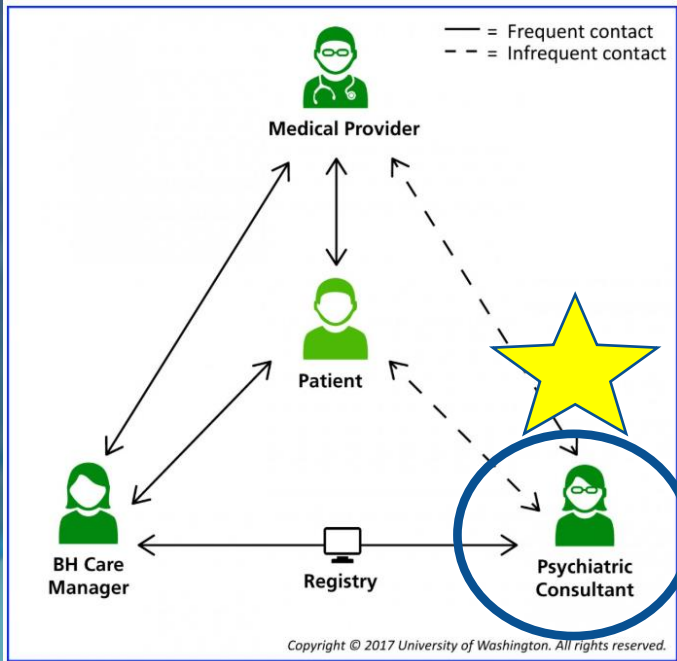 = Frequent contact
= Infrequent contact
Medical Provider
Patient
BH Care
Manager
Registry
Psychiatric
Consultant
Copyright © 2017 University of Washington. All rights reserved.